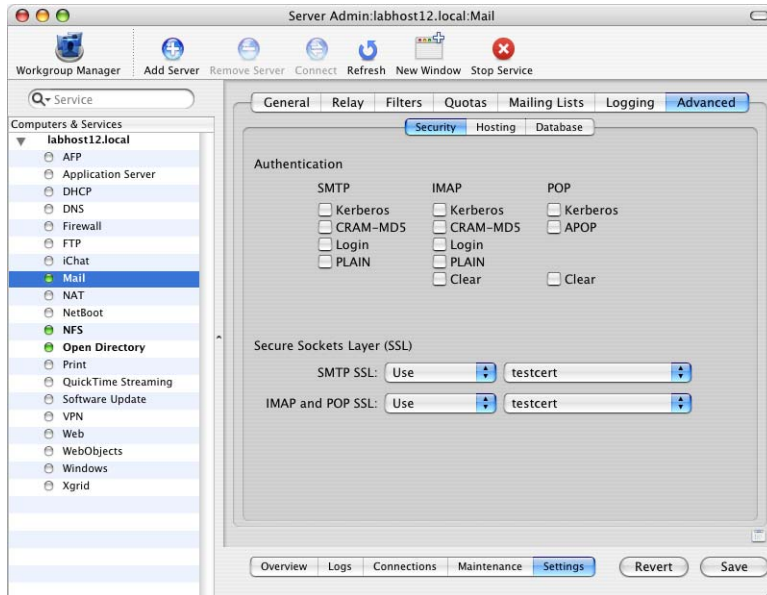 Server Admin:labhost12.local:Mail
Workgroup Manager Add Server Remove Server Connect Refresh New Window Stop Service
Service
General Relay Filters Quotas Mailing Lists Logging Advanced
Computers & Services
Security Hosting Database
labhost12.local
AFP
Application Server
DHCP
DNS
Firewall
FTP
iChat
Mail
NAT
NetBoot
NFS
Open Directory
Print
QuickTime Streaming
Software Update
VPN
Web
WebObjects
Windows
Xgrid
Authentication
SMTP IMAP POP
Kerberos Kerberos Kerberos
CRAM-MD5 CRAM-MD5 APOP
Login Login
PLAIN PLAIN
Clear Clear
Secure Sockets Layer (SSL)
SMTP SSL: Use testcert
IMAP and POP SSL: Use testcert
Overview Logs Connections Maintenance Settings Revert Save